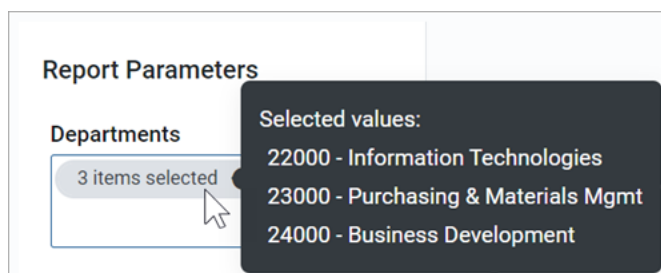 Report Parameters
Departments
3 items selected
Selected values:
22000 - Information Technologies
23000 - Purchasing & Materials Mgmt
24000 - Business Development